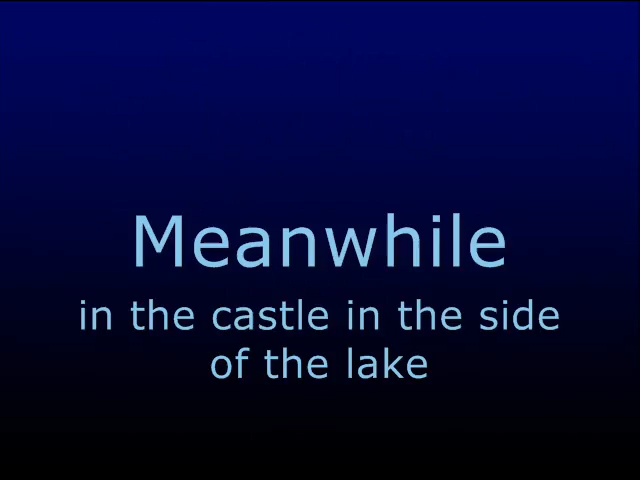 Meanwhile
in the castle in the side
of the lake